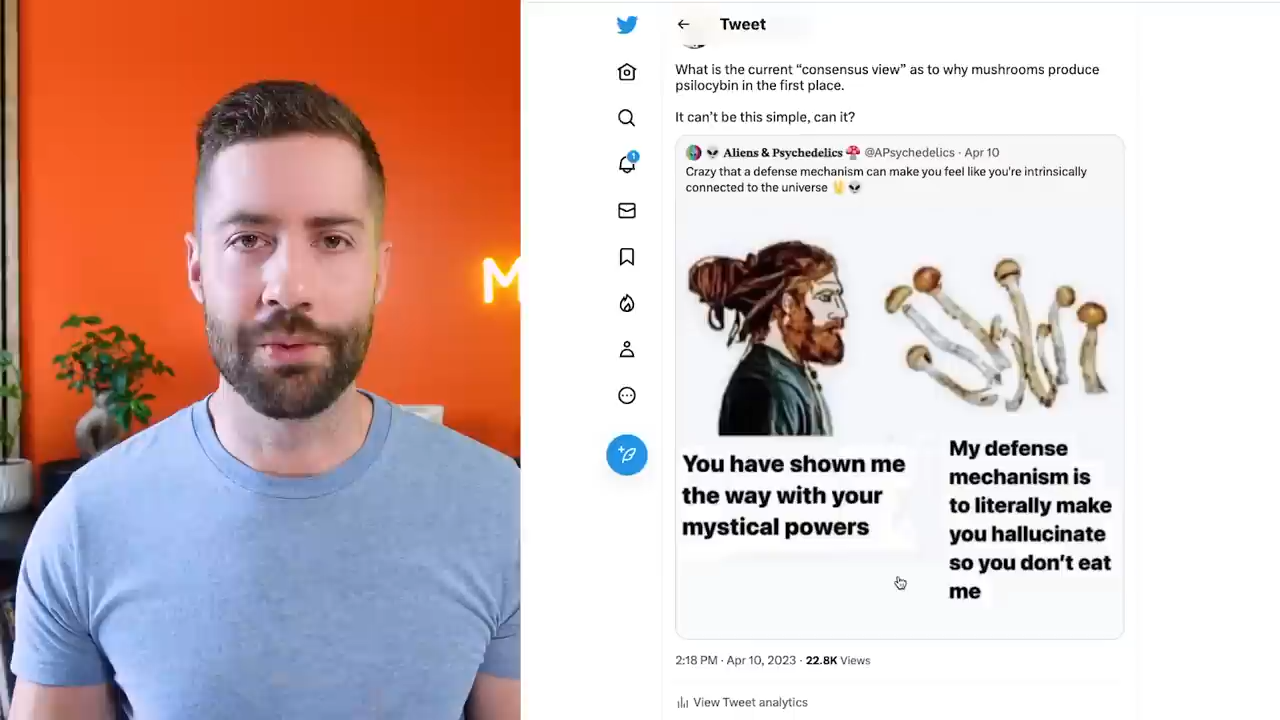 M
Tweet
What is the current “consensus view” as to why mushrooms produce
psilocybin in the first place.
It can’t be this simple, can it?
Aliens & Psychedelics @APsychedelics · Apr 10
Crazy that a defense mechanism can make you feel like you're intrinsically
connected to the universe
You have shown me
the way with your
mystical powers
My defense
mechanism is
to literally make
you hallucinate
so you don’t eat
me
1
2:18 PM · Apr 10, 2023 · 22.8K Views
View Tweet analytics